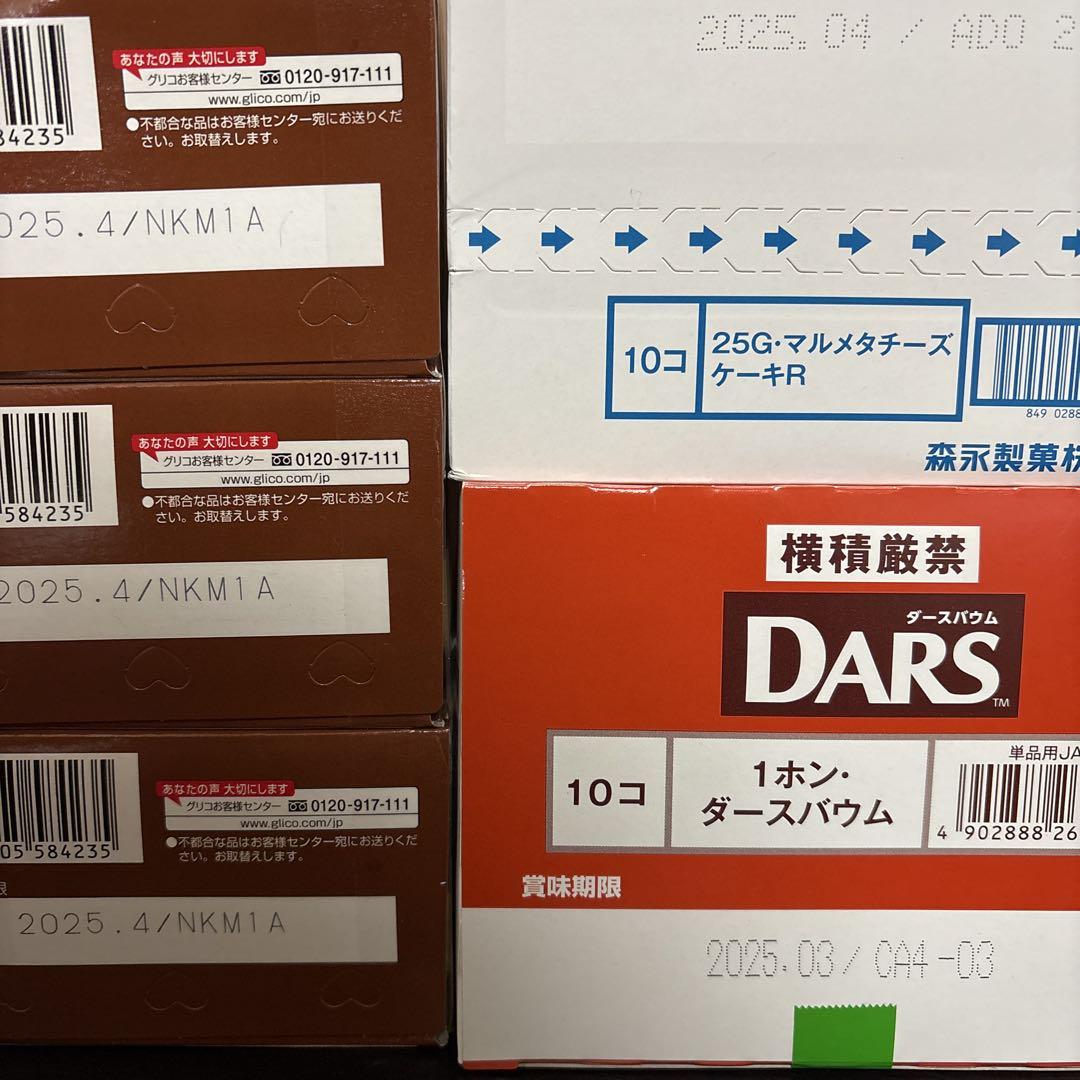 あなたの声 大切にします
グリコお客様センター 0120-917-111
www.glico.com/jp
●不都合な品はお客様センター宛にお送りくだ
さい。お取替えします。
84235
025.4/NKM1A
あなたの声 大切にします
グリコお客様センター 0120-917-111
www.glico.com/jp
●不都合な品はお客様センター宛にお送りくだ
さい。お取替えします。
584235
2025.4/NKM1A
あなたの声 大切にします
グリコお客様センター 0120-917-111
www.glico.com/jp
●不都合な品はお客様センター宛にお送りくだ
さい。お取替えします。
05 584235
限
2025.4/NKM1A
2025.04 / ADO 2
10コ
25G・マルメタチーズ
ケーキR
849 0288
森永製菓株
横積厳禁
ダースバウム
DARS
TM
10コ
1ホン・
ダースバウム
単品用JA
4 902888 26
賞味期限
2025.03/ CA4-03